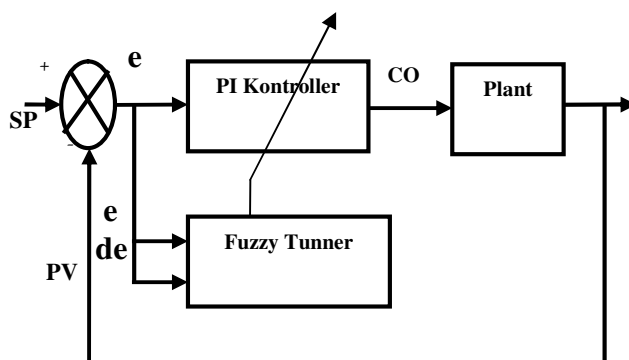 +
e
PI Kontroller
CO
Plant
SP
-
e
de
Fuzzy Tunner
PV